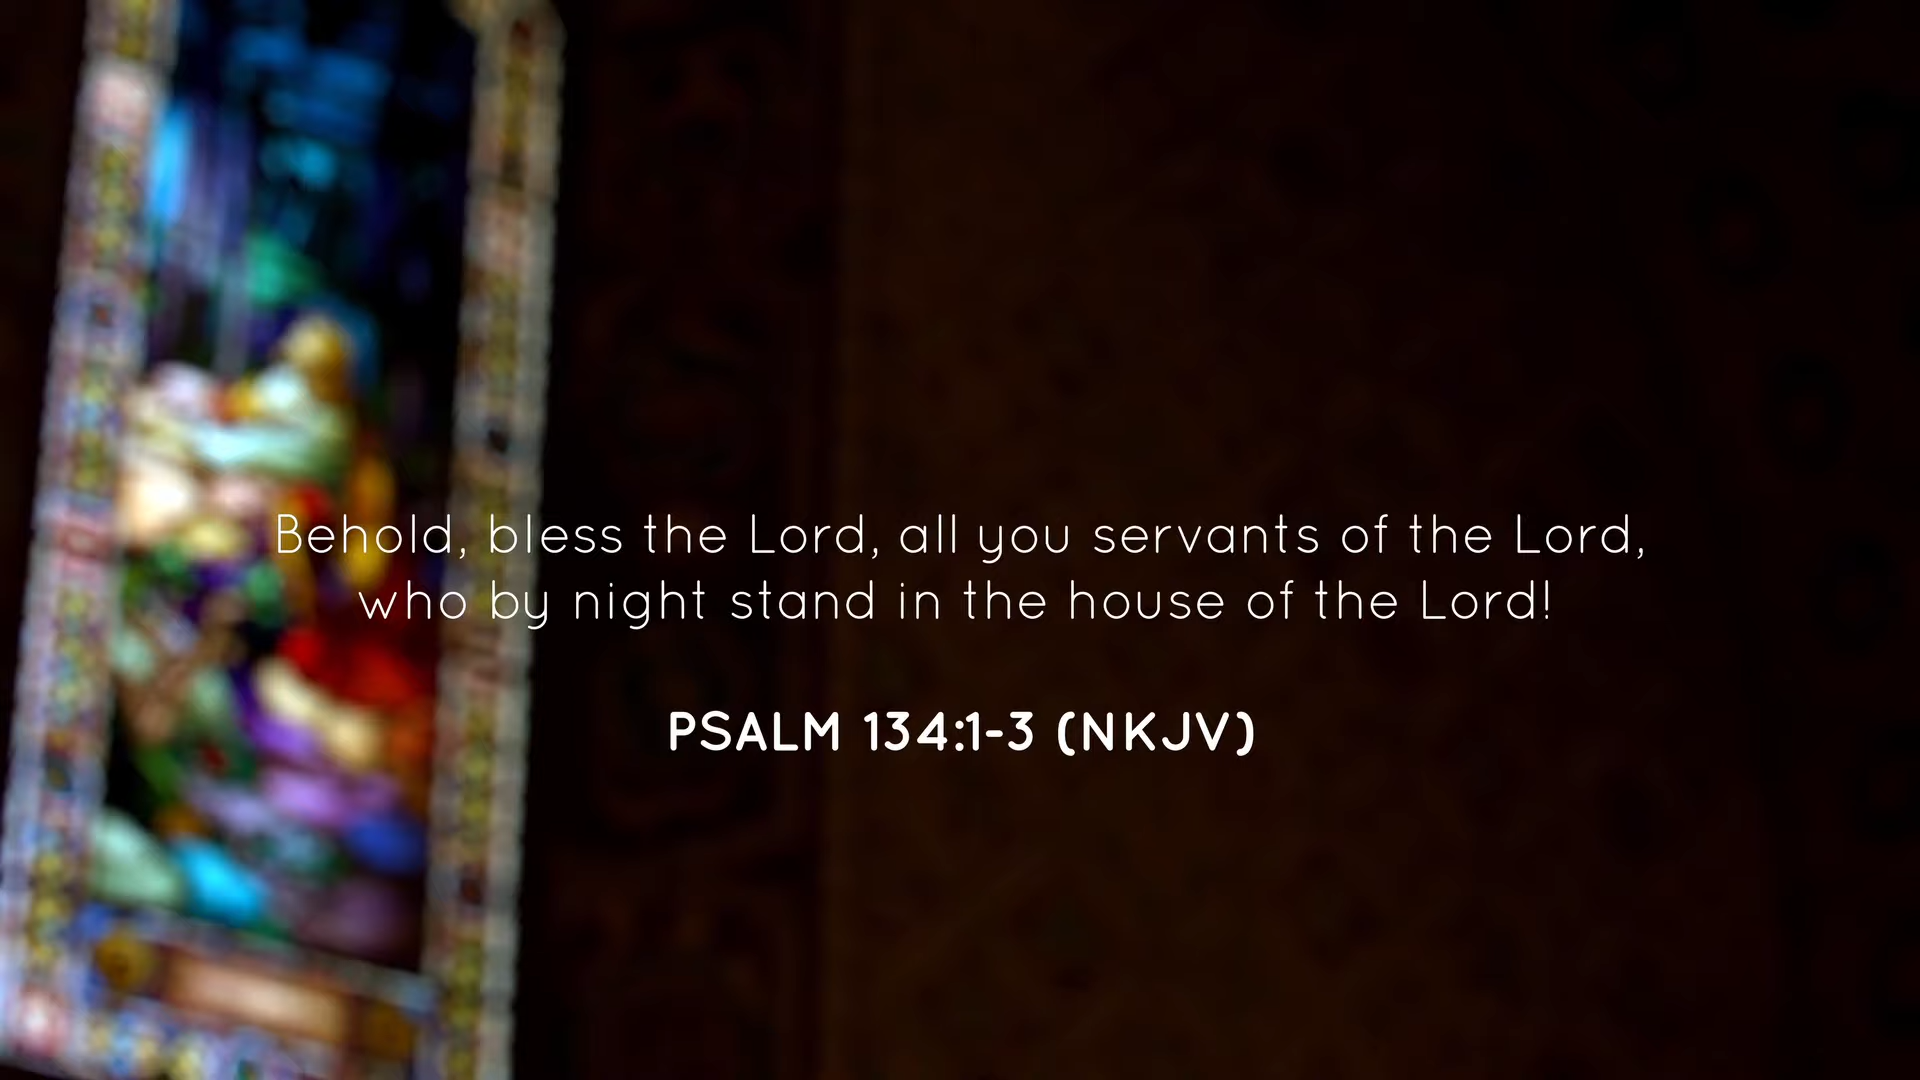 Behold, bless the Lord, all you servants of the Lord,
who by night stand in the house of the Lord!
PSALM 134:1-3 (NKJV)